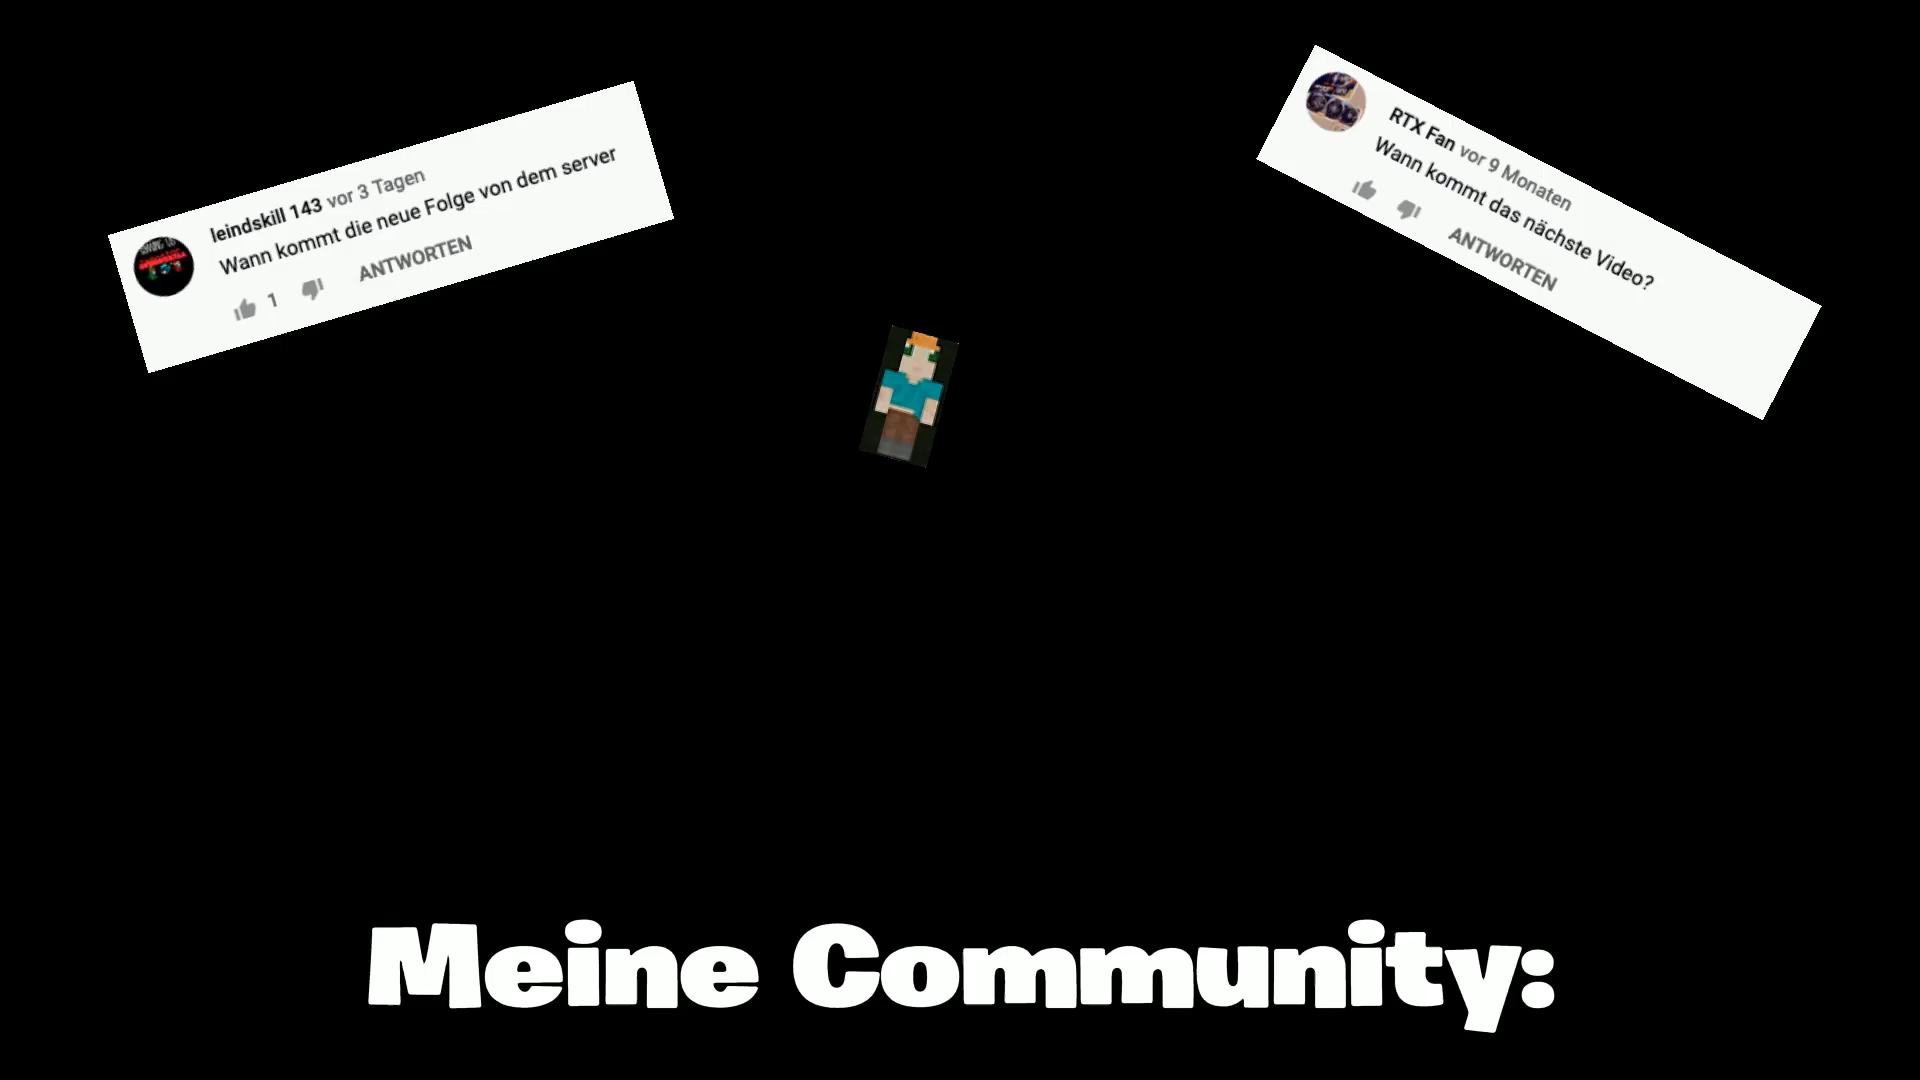 leindskill 143 vor 3 Tagen
Wann kommt die neue Folge von dem server
1 ANTWORTEN
RTX Fan vor 9 Monaten
Wann kommt das nächste Video?
ANTWORTEN
Meine Community: